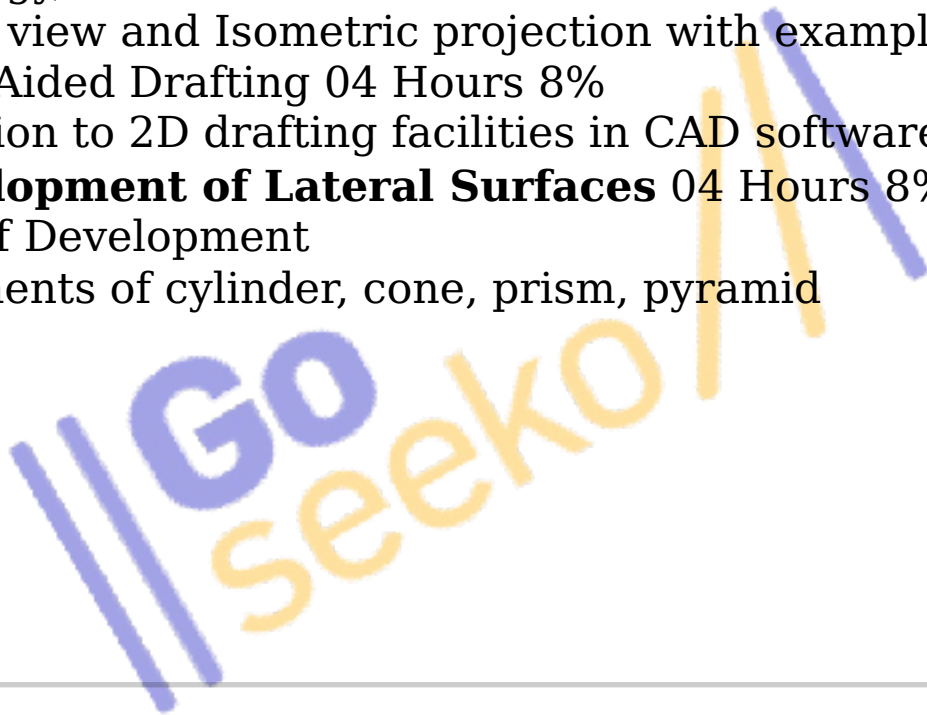 view and Isometric projection with exampl
Aided Drafting 04 Hours 8%
ion to 2D drafting facilities in CAD software
lopment of Lateral Surfaces 04 Hours 8%
f Development
ents of cylinder, cone, prism, pyramid
Go
seeko